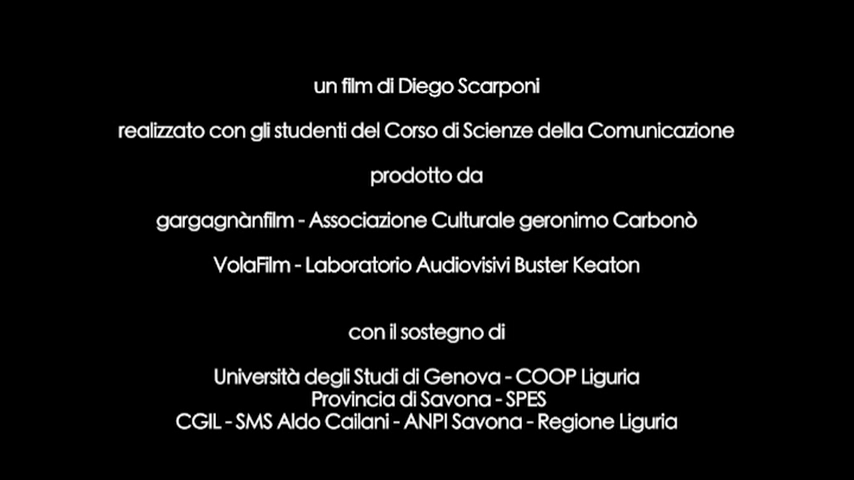 un film di Diego Scarponi
realizzato con gli studenti del Corso di Scienze della Comunicazione
prodotto da
gargagnànfilm - Associazione Culturale geronimo Carbonò
VolaFilm - Laboratorio Audiovisivi Buster Keaton
con il sostegno di
Università degli Studi di Genova - COOP Liguria
Provincia di Savona - SPES
CGIL - SMS Aldo Cailani - ANPI Savona - Regione Liguria